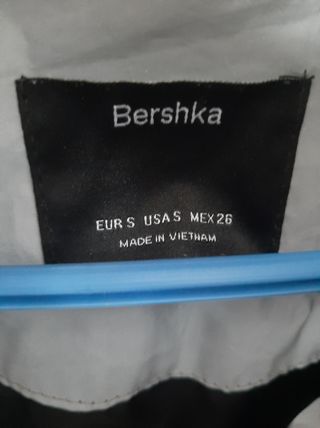 Bershka
EUR S USA S MEX 26
MADE IN VIETNAM